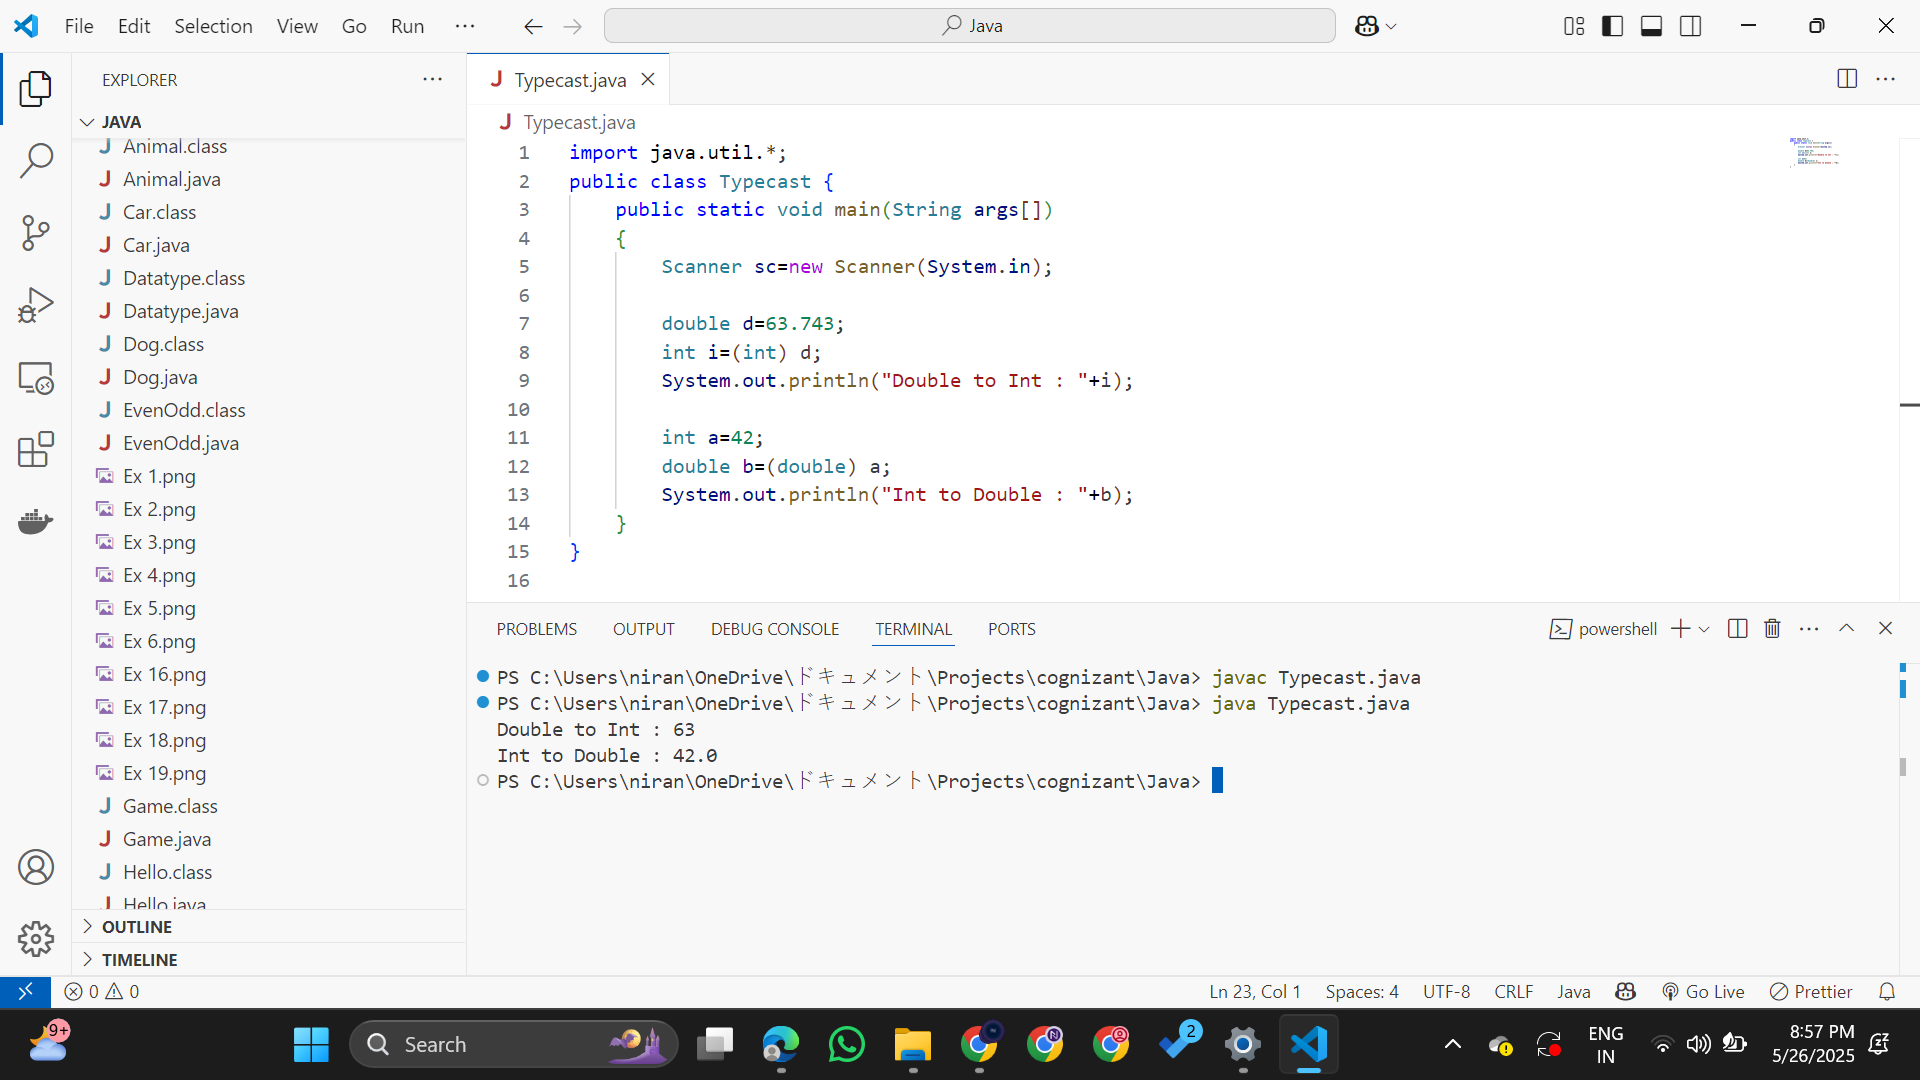 File Edit Selection View Go Run ··· Java
EXPLORER ···
JAVA
Animal.class
Animal.java
Car.class
Car.java
Datatype.class
Datatype.java
Dog.class
Dog.java
EvenOdd.class
EvenOdd.java
Ex 1.png
Ex 2.png
Ex 3.png
Ex 4.png
Ex 5.png
Ex 6.png
Ex 16.png
Ex 17.png
Ex 18.png
Ex 19.png
Game.class
Game.java
Hello.class
Hello.java
OUTLINE
TIMELINE
J Typecast.java
J Typecast.java
1 import java.util.*;
2 public class Typecast {
3 public static void main(String args[])
4 {
5 Scanner sc=new Scanner(System.in);
6
7 double d=63.743;
8 int i=(int) d;
9 System.out.println("Double to Int : "+i);
10
11 int a=42;
12 double b=(double) a;
13 System.out.println("Int to Double : "+b);
14 }
15 }
16
PROBLEMS OUTPUT DEBUG CONSOLE TERMINAL PORTS powershell
PS C:\Users\niran\OneDrive\ドキュメント\Projects\cognizant\Java> javac Typecast.java
PS C:\Users\niran\OneDrive\ドキュメント\Projects\cognizant\Java> java Typecast.java
Double to Int : 63
Int to Double : 42.0
PS C:\Users\niran\OneDrive\ドキュメント\Projects\cognizant\Java>
0 0 Ln 23, Col 1 Spaces: 4 UTF-8 CRLF Java Go Live Prettier
9+ Search 2 ENG 8:57 PM
IN 5/26/2025